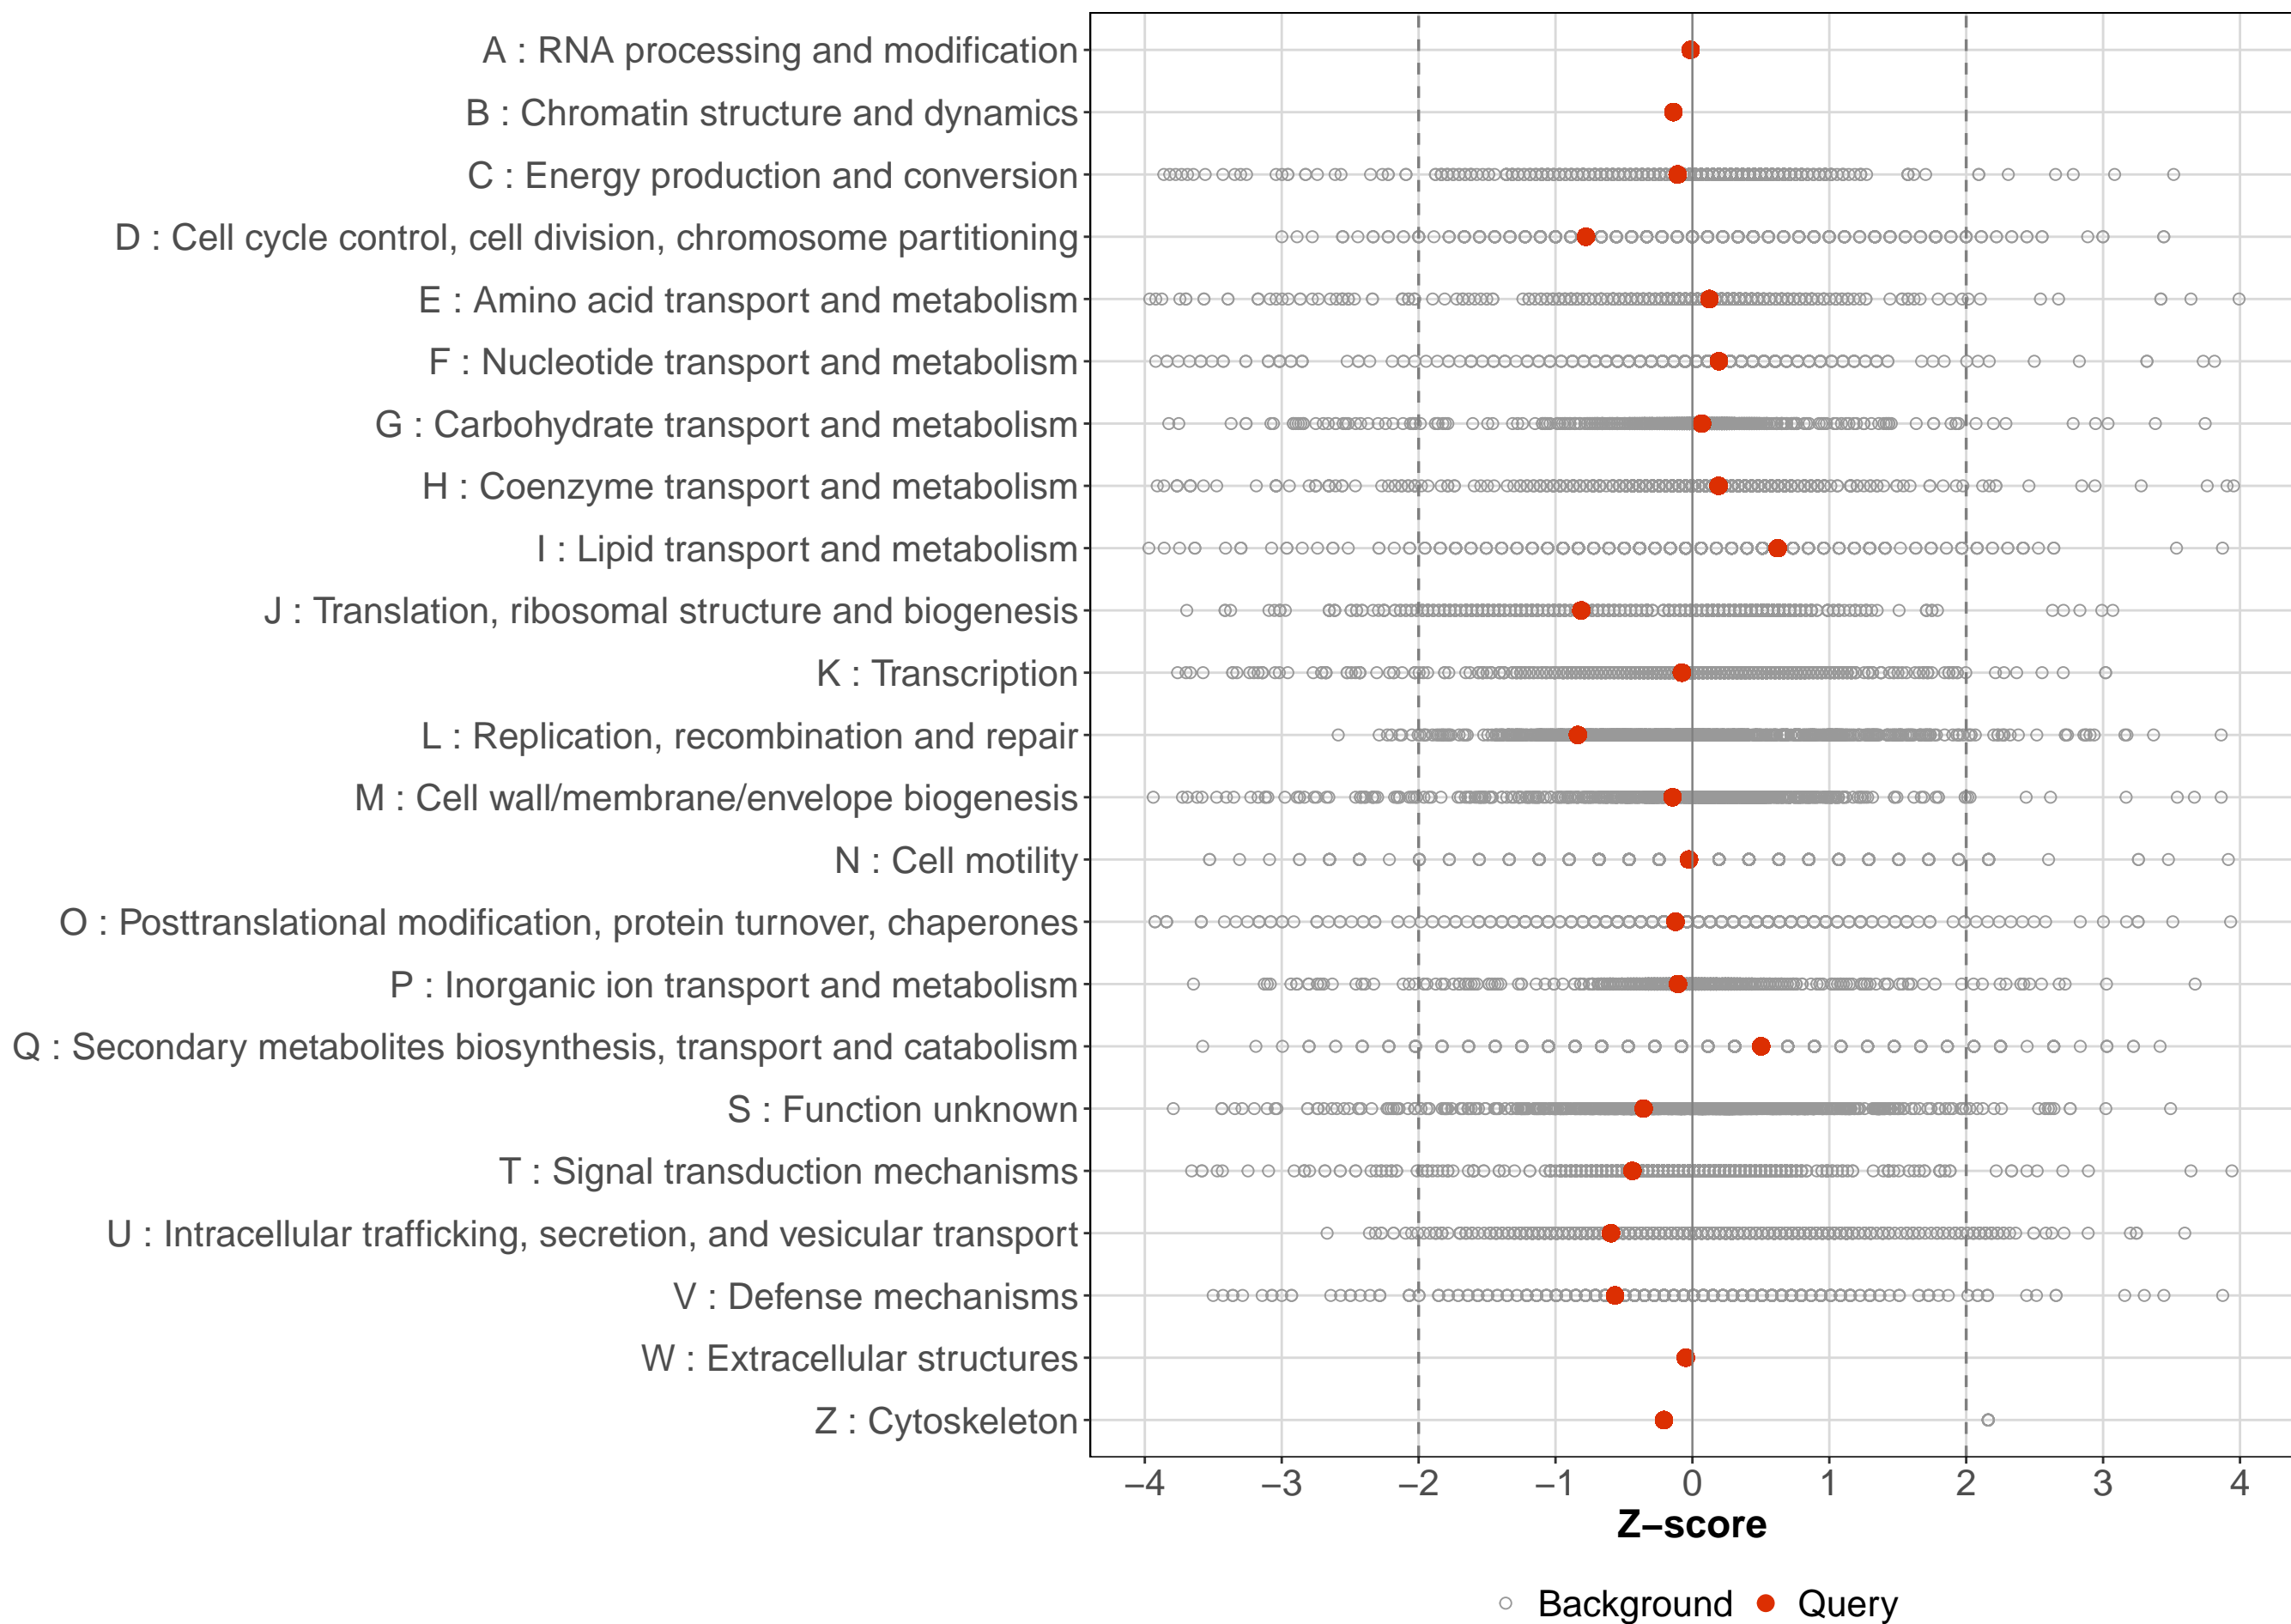 A : RNA processing and modification
B : Chromatin structure and dynamics
C : Energy production and conversion
D : Cell cycle control, cell division, chromosome partitioning
E : Amino acid transport and metabolism
F : Nucleotide transport and metabolism
G : Carbohydrate transport and metabolism
H : Coenzyme transport and metabolism
I : Lipid transport and metabolism
J : Translation, ribosomal structure and biogenesis
K : Transcription
L : Replication, recombination and repair
M : Cell wall/membrane/envelope biogenesis
N : Cell motility
O : Posttranslational modification, protein turnover, chaperones
P : Inorganic ion transport and metabolism
Q : Secondary metabolites biosynthesis, transport and catabolism
S : Function unknown
T : Signal transduction mechanisms
U : Intracellular trafficking, secretion, and vesicular transport
V : Defense mechanisms
W : Extracellular structures
Z : Cytoskeleton
−4 −3 −2 −1 0 1 2 3 4
Z−score
Background Query